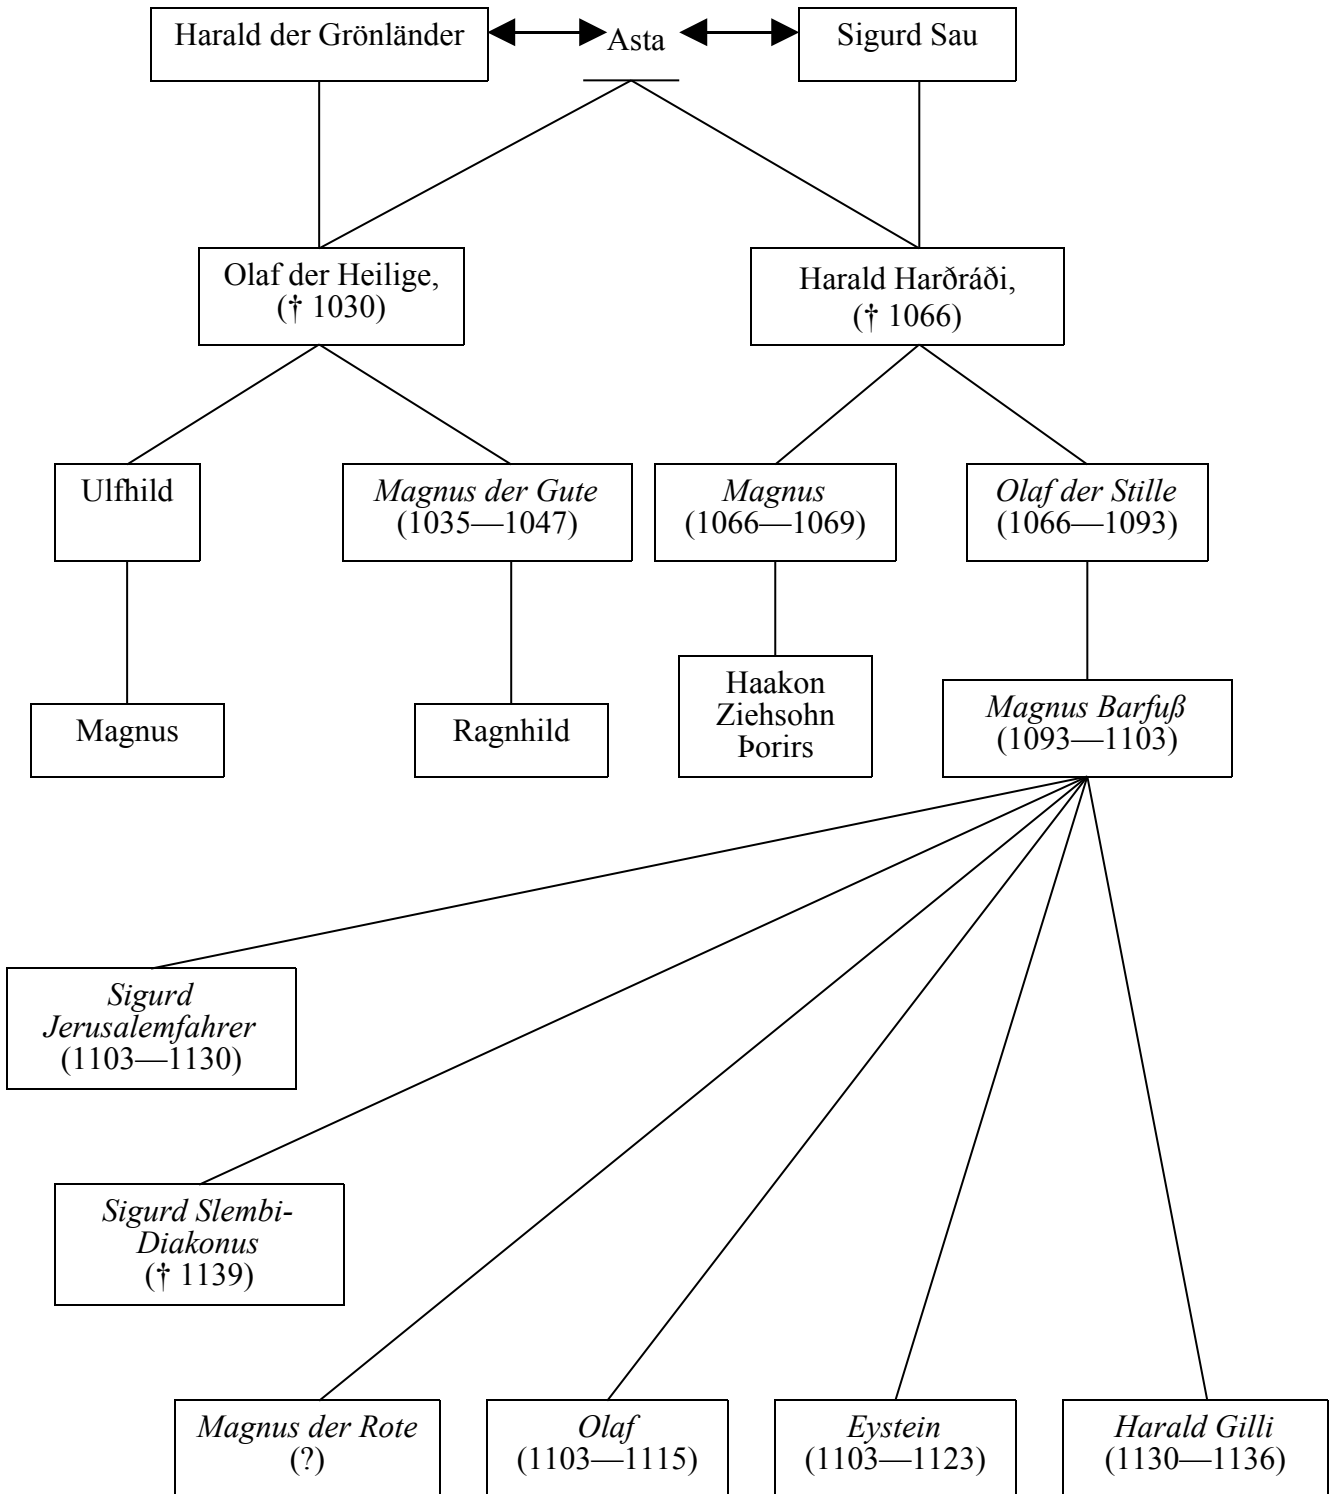 Harald der Grönländer
Asta
Sigurd Sau
Olaf der Heilige,
(† 1030)
Harald Harðráði,
(† 1066)
Ulfhild
Magnus der Gute
(1035—1047)
Magnus
(1066—1069)
Olaf der Stille
(1066—1093)
Magnus
Ragnhild
Haakon
Ziehsohn
Þorirs
Magnus Barfuß
(1093—1103)
Sigurd
Jerusalemfahrer
(1103—1130)
Sigurd Slembi-
Diakonus
(† 1139)
Magnus der Rote
(?)
Olaf
(1103—1115)
Eystein
(1103—1123)
Harald Gilli
(1130—1136)